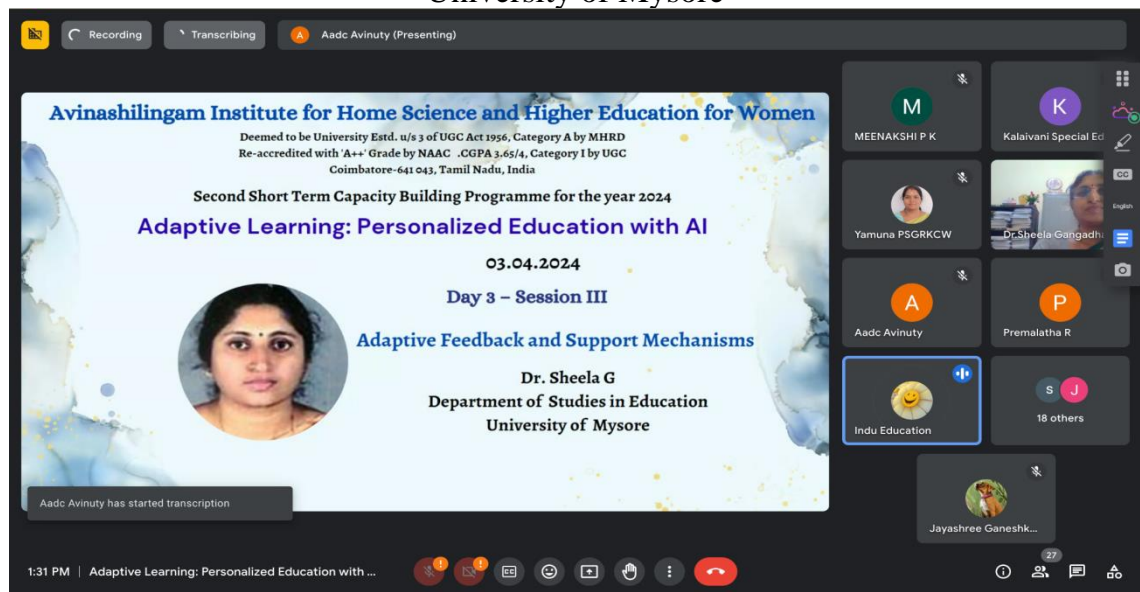 University of Mysore
Recording
Transcribing
A
Aadc Avinuty (Presenting)
Avinashilingam Institute for Home Science and Higher Education for Women
Deemed to be University Estd. u/s 3 of UGC Act 1956, Category A by MHRD
Re-accredited with 'A++' Grade by NAAC .CGPA 3.65/4, Category I by UGC
Coimbatore-641 043, Tamil Nadu, India
Second Short Term Capacity Building Programme for the year 2024
Adaptive Learning: Personalized Education with AI
03.04.2024
Day 3 – Session III
Adaptive Feedback and Support Mechanisms
Dr. Sheela G
Department of Studies in Education
University of Mysore
Aadc Avinuty has started transcription
M
MEENAKSHI P K
K
Kalaivani Special Ed
Yamuna PSGRKCW
Dr.Sheela Gangadh
A
Aadc Avinuty
P
Premalatha R
Indu Education
S J
18 others
Jayashree Ganeshk...
CC
English
1:31 PM | Adaptive Learning: Personalized Education with ...
CC
27